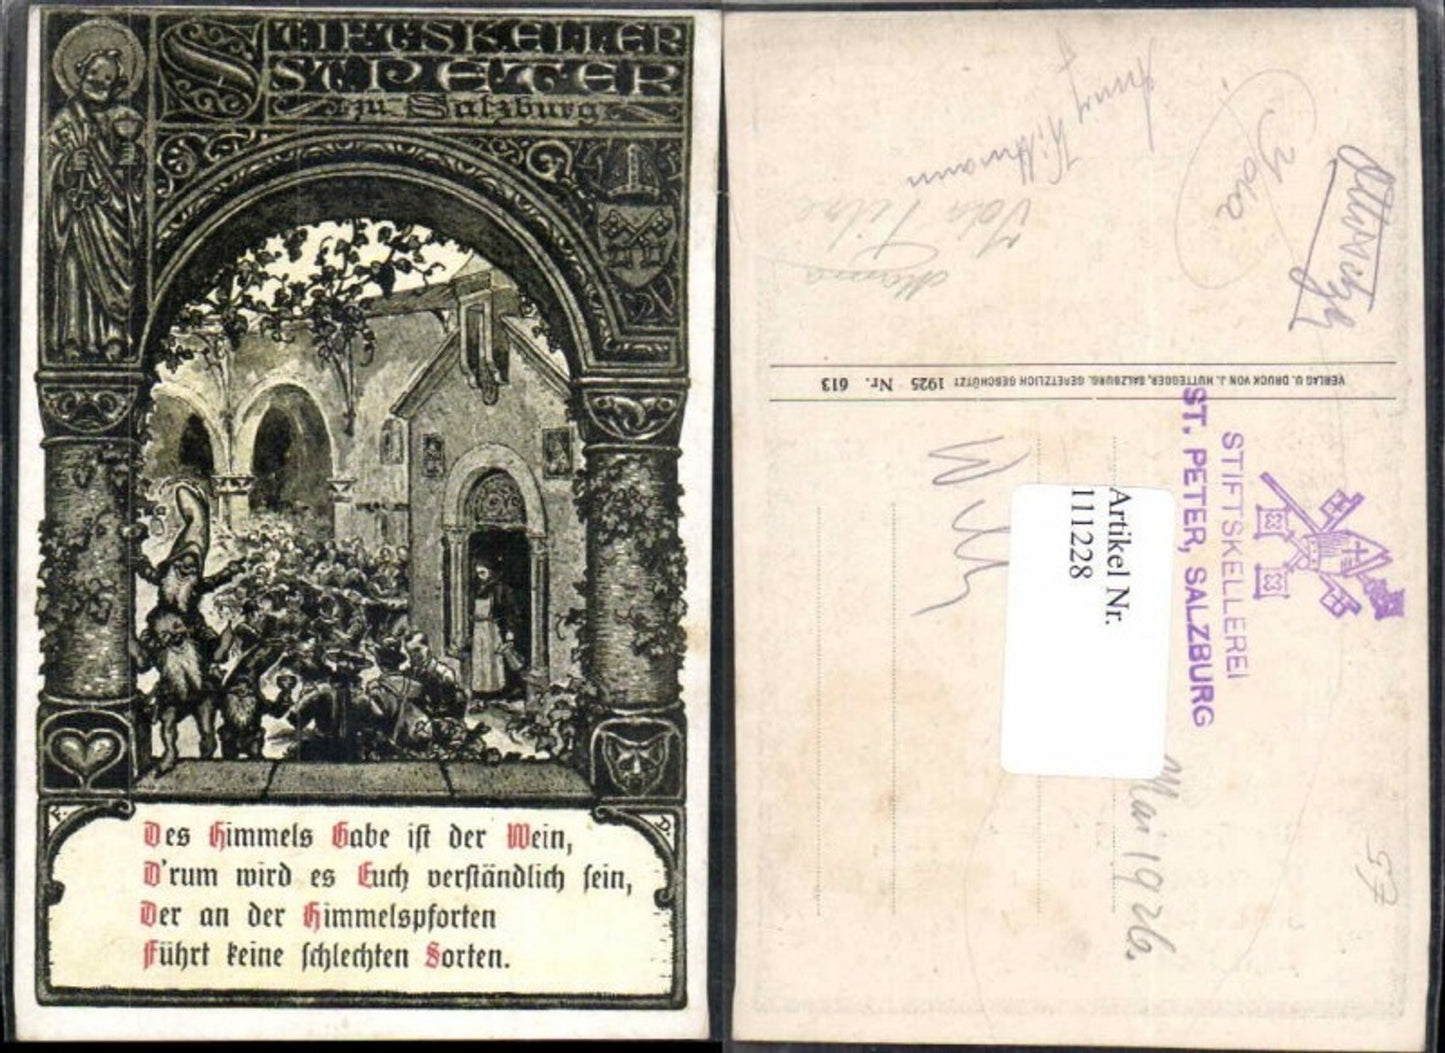 STIFTSKELLER
ST. PETER
zu Salzburg
F.
D.
Des Himmels Gabe ist der Wein,
D'rum wird es Euch verständlich sein,
Der an der Himmelspforten
Führt keine schlechten Sorten.
VERLAG U. DRUCK VON J. HUTTEGGER, SALZBURG. GESETZLICH GESCHÜTZT 1925 Nr. 613
STIFTSKELLEREI
ST. PETER, SALZBURG
Artikel Nr.
111228
Mai 1926.
57